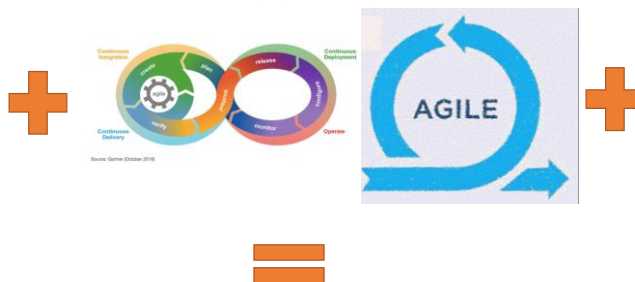 Continuous
Integration
Continuous
Deployment
create
plan
release
configure
agile
preprod
verify
monitor
Continuous
Delivery
Operate
Source: Gartner (October 2016)
AGILE